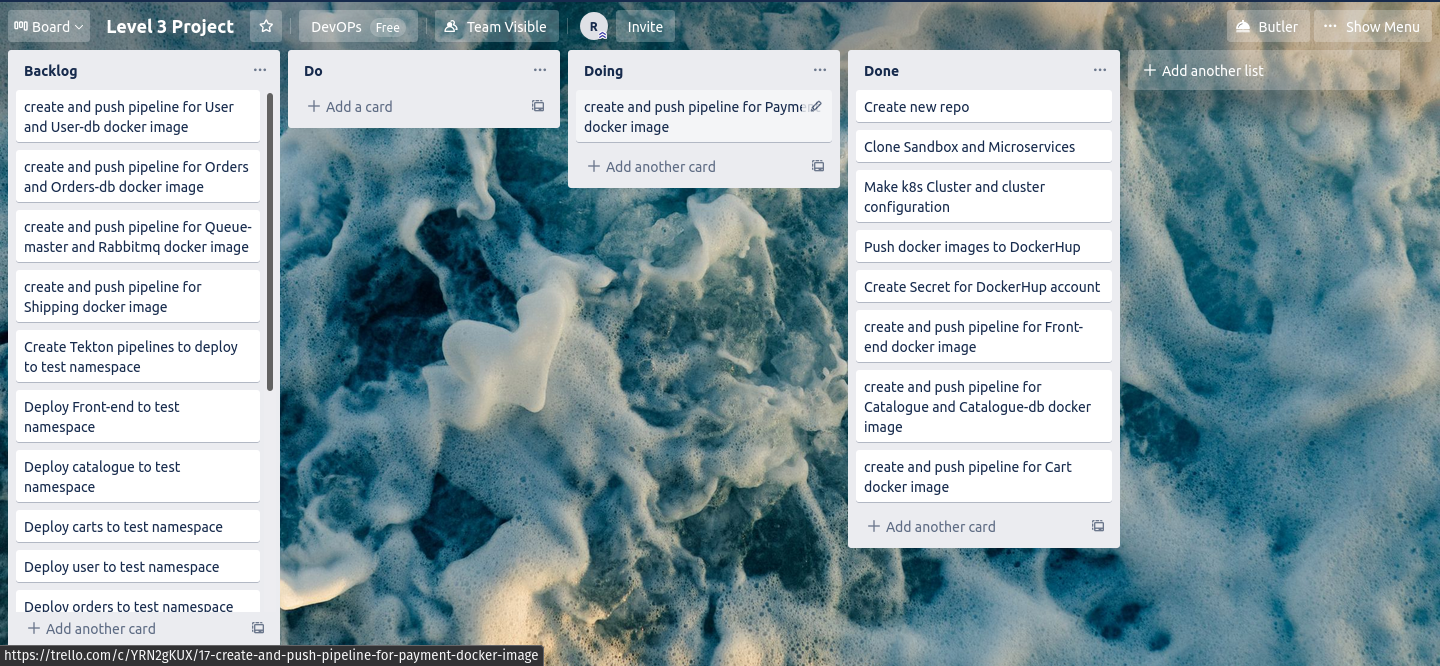 Board
Level 3 Project
DevOPs Free
Team Visible
R
Invite
Butler
Show Menu
Backlog
create and push pipeline for User
and User-db docker image
create and push pipeline for Orders
and Orders-db docker image
create and push pipeline for Queue-
master and Rabbitmq docker image
create and push pipeline for
Shipping docker image
Create Tekton pipelines to deploy
to test namespace
Deploy Front-end to test
namespace
Deploy catalogue to test
namespace
Deploy carts to test namespace
Deploy user to test namespace
Deploy orders to test namespace
Add another card
Do
Add a card
Doing
create and push pipeline for Payment
docker image
Add another card
Done
Create new repo
Clone Sandbox and Microservices
Make k8s Cluster and cluster
configuration
Push docker images to DockerHup
Create Secret for DockerHup account
create and push pipeline for Front-
end docker image
create and push pipeline for
Catalogue and Catalogue-db docker
image
create and push pipeline for Cart
docker image
Add another card
Add another list
https://trello.com/c/YRN2gKUX/17-create-and-push-pipeline-for-payment-docker-image